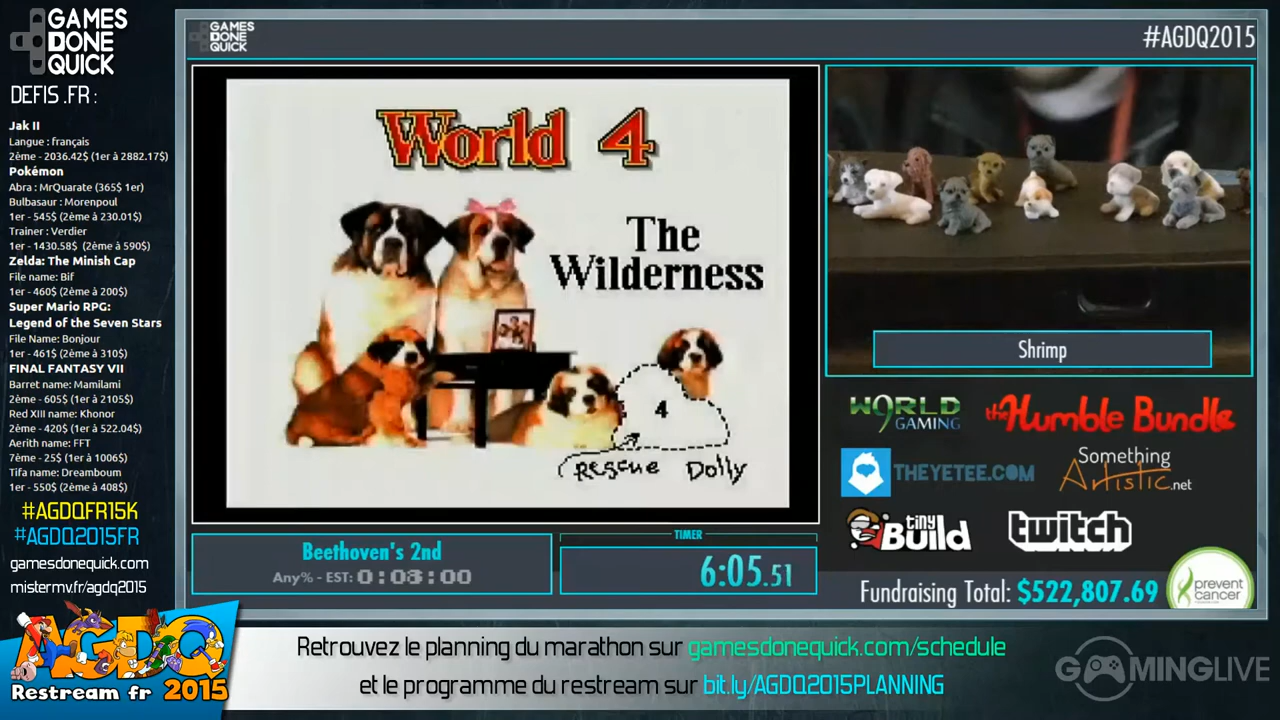 GAMES
DONE
QUICK
DEFIS .FR :
Jak II
Langue : français
2ème - 2036.42$ (1er à 2882.17$)
Pokémon
Abra : MrQuarate (365$ 1er)
Bulbasaur : Morenpoul
1er - 545$ (2ème à 230.01$)
Trainer : Verdier
1er - 1430.58$ (2ème à 590$)
Zelda: The Minish Cap
File name: Bif
1er - 460$ (2ème à 200$)
Super Mario RPG:
Legend of the Seven Stars
File Name: Bonjour
1er - 461$ (2ème à 310$)
FINAL FANTASY VII
Barret name: Mamilami
2ème - 605$ (1er à 2105$)
Red XIII name: Khonor
2ème - 420$ (1er à 522.04$)
Aerith name: FFT
7ème - 25$ (1er à 1006$)
Tifa name: Dreamboum
1er - 550$ (2ème à 408$)
#AGDQFR15K
#AGDQ2015FR
gamesdonequick.com
mistermv.fr/agdq2015
AGDQ
Restream fr 2015
GAMES
DONE
QUICK
#AGDQ2015
World 4
The
Wilderness
4
Rescue Dolly
Shrimp
W9RLD
GAMING
the Humble Bundle
THEYETEE.COM
Something
Artistic.net
tiny
Build
twitch
Beethoven's 2nd
Any% - EST: 0:08:00
TIMER
6:05.51
Fundraising Total: $522,807.69
prevent
cancer
Retrouvez le planning du marathon sur gamesdonequick.com/schedule
et le programme du restream sur bit.ly/AGDQ2015PLANNING
GAMINGLIVE